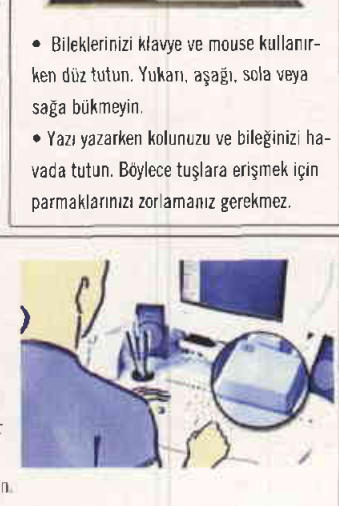 • Bileklerinizi klavye ve mouse kullanır-
ken düz tutun. Yukarı, aşağı, sola veya
sağa bükmeyin.
• Yazı yazarken kolunuzu ve bileğinizi ha-
vada tutun. Böylece tuşlara erişmek için
parmaklarınızı zorlamanız gerekmez.
n.